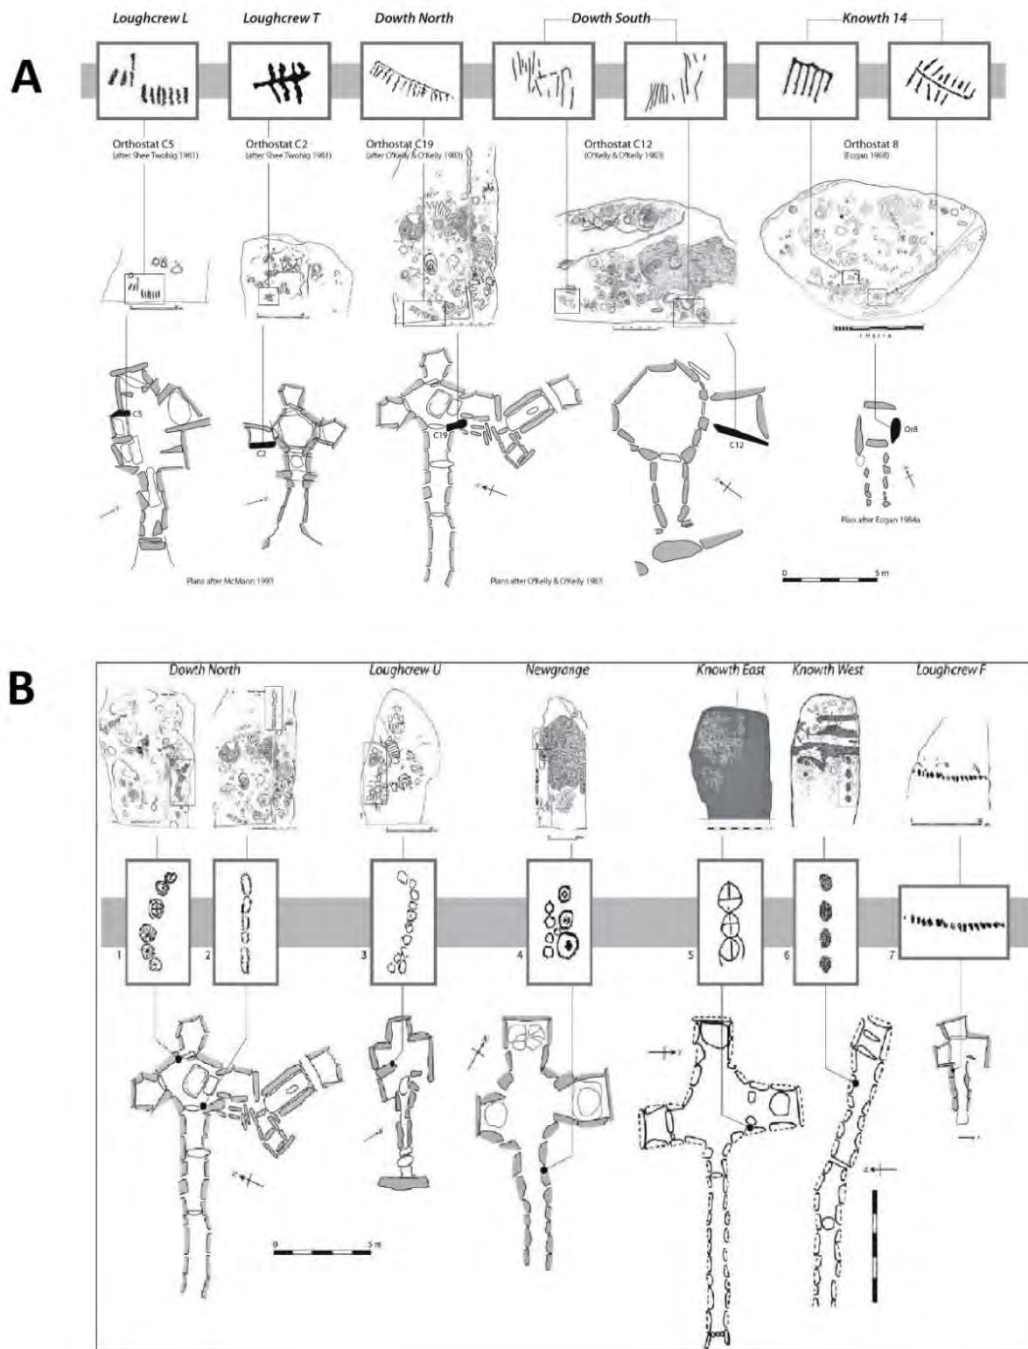 A
Loughcrew L
Loughcrew T
Dowth North
Dowth South
Knowth 14
Orthostat C5
(after Shee Twohig 1981)
Orthostat C2
(after Shee Twohig 1981)
Orthostat C19
(after O'Kelly & O'Kelly 1983)
Orthostat C12
(O'Kelly & O'Kelly 1983)
Orthostat 8
(Eogan 1968)
C5
C2
C19
C12
Or8
Plan after Eogan 1984a
Plans after McMann 1993
Plans after O'Kelly & O'Kelly 1983
0 5 m
B
Dowth North
Loughcrew U
Newgrange
Knowth East
Knowth West
Loughcrew F
1
2
3
4
5
6
7
0 5 m